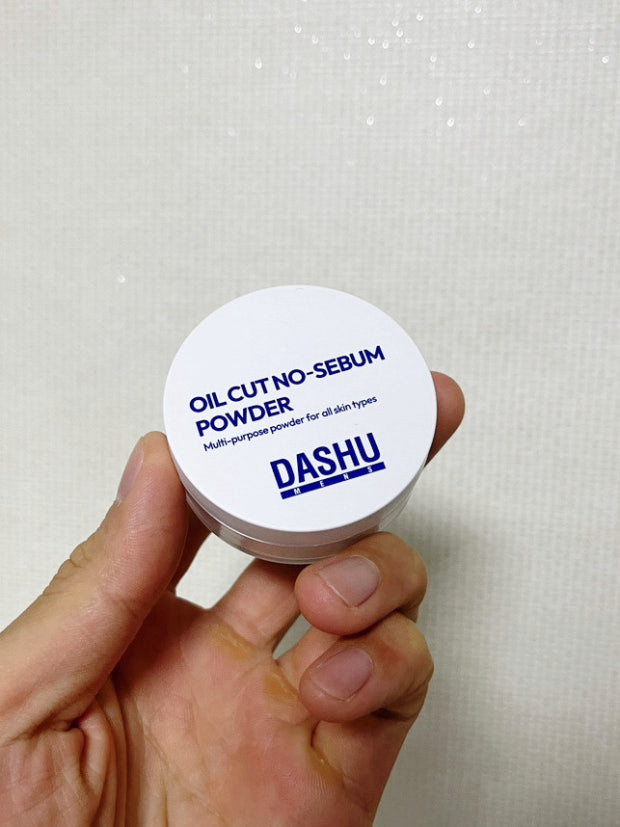 OIL CUT NO-SEBUM
POWDER
Multi-purpose powder for all skin types
DASHU
MENS